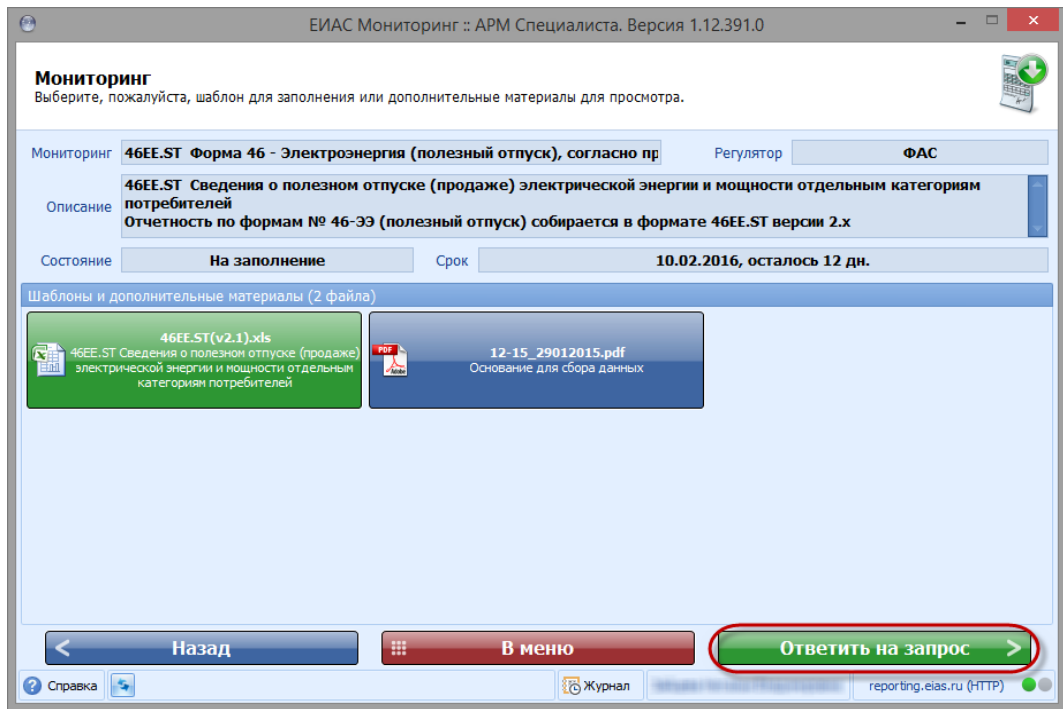 ЕИАС Мониторинг :: АРМ Специалиста. Версия 1.12.391.0
Мониторинг
Выберите, пожалуйста, шаблон для заполнения или дополнительные материалы для просмотра.
Мониторинг 46EE.ST Форма 46 - Электроэнергия (полезный отпуск), согласно пр Регулятор ФАС
Описание
46EE.ST Сведения о полезном отпуске (продаже) электрической энергии и мощности отдельным категориям
потребителей
Отчетность по формам № 46-ЭЭ (полезный отпуск) собирается в формате 46EE.ST версии 2.x
Состояние На заполнение Срок 10.02.2016, осталось 12 дн.
Шаблоны и дополнительные материалы (2 файла)
46EE.ST(v2.1).xls
46EE.ST Сведения о полезном отпуске (продаже)
электрической энергии и мощности отдельным
категориям потребителей
PDF
Adobe
12-15_29012015.pdf
Основание для сбора данных
< Назад
В меню
Ответить на запрос >
? Справка Журнал reporting.eias.ru (HTTP)